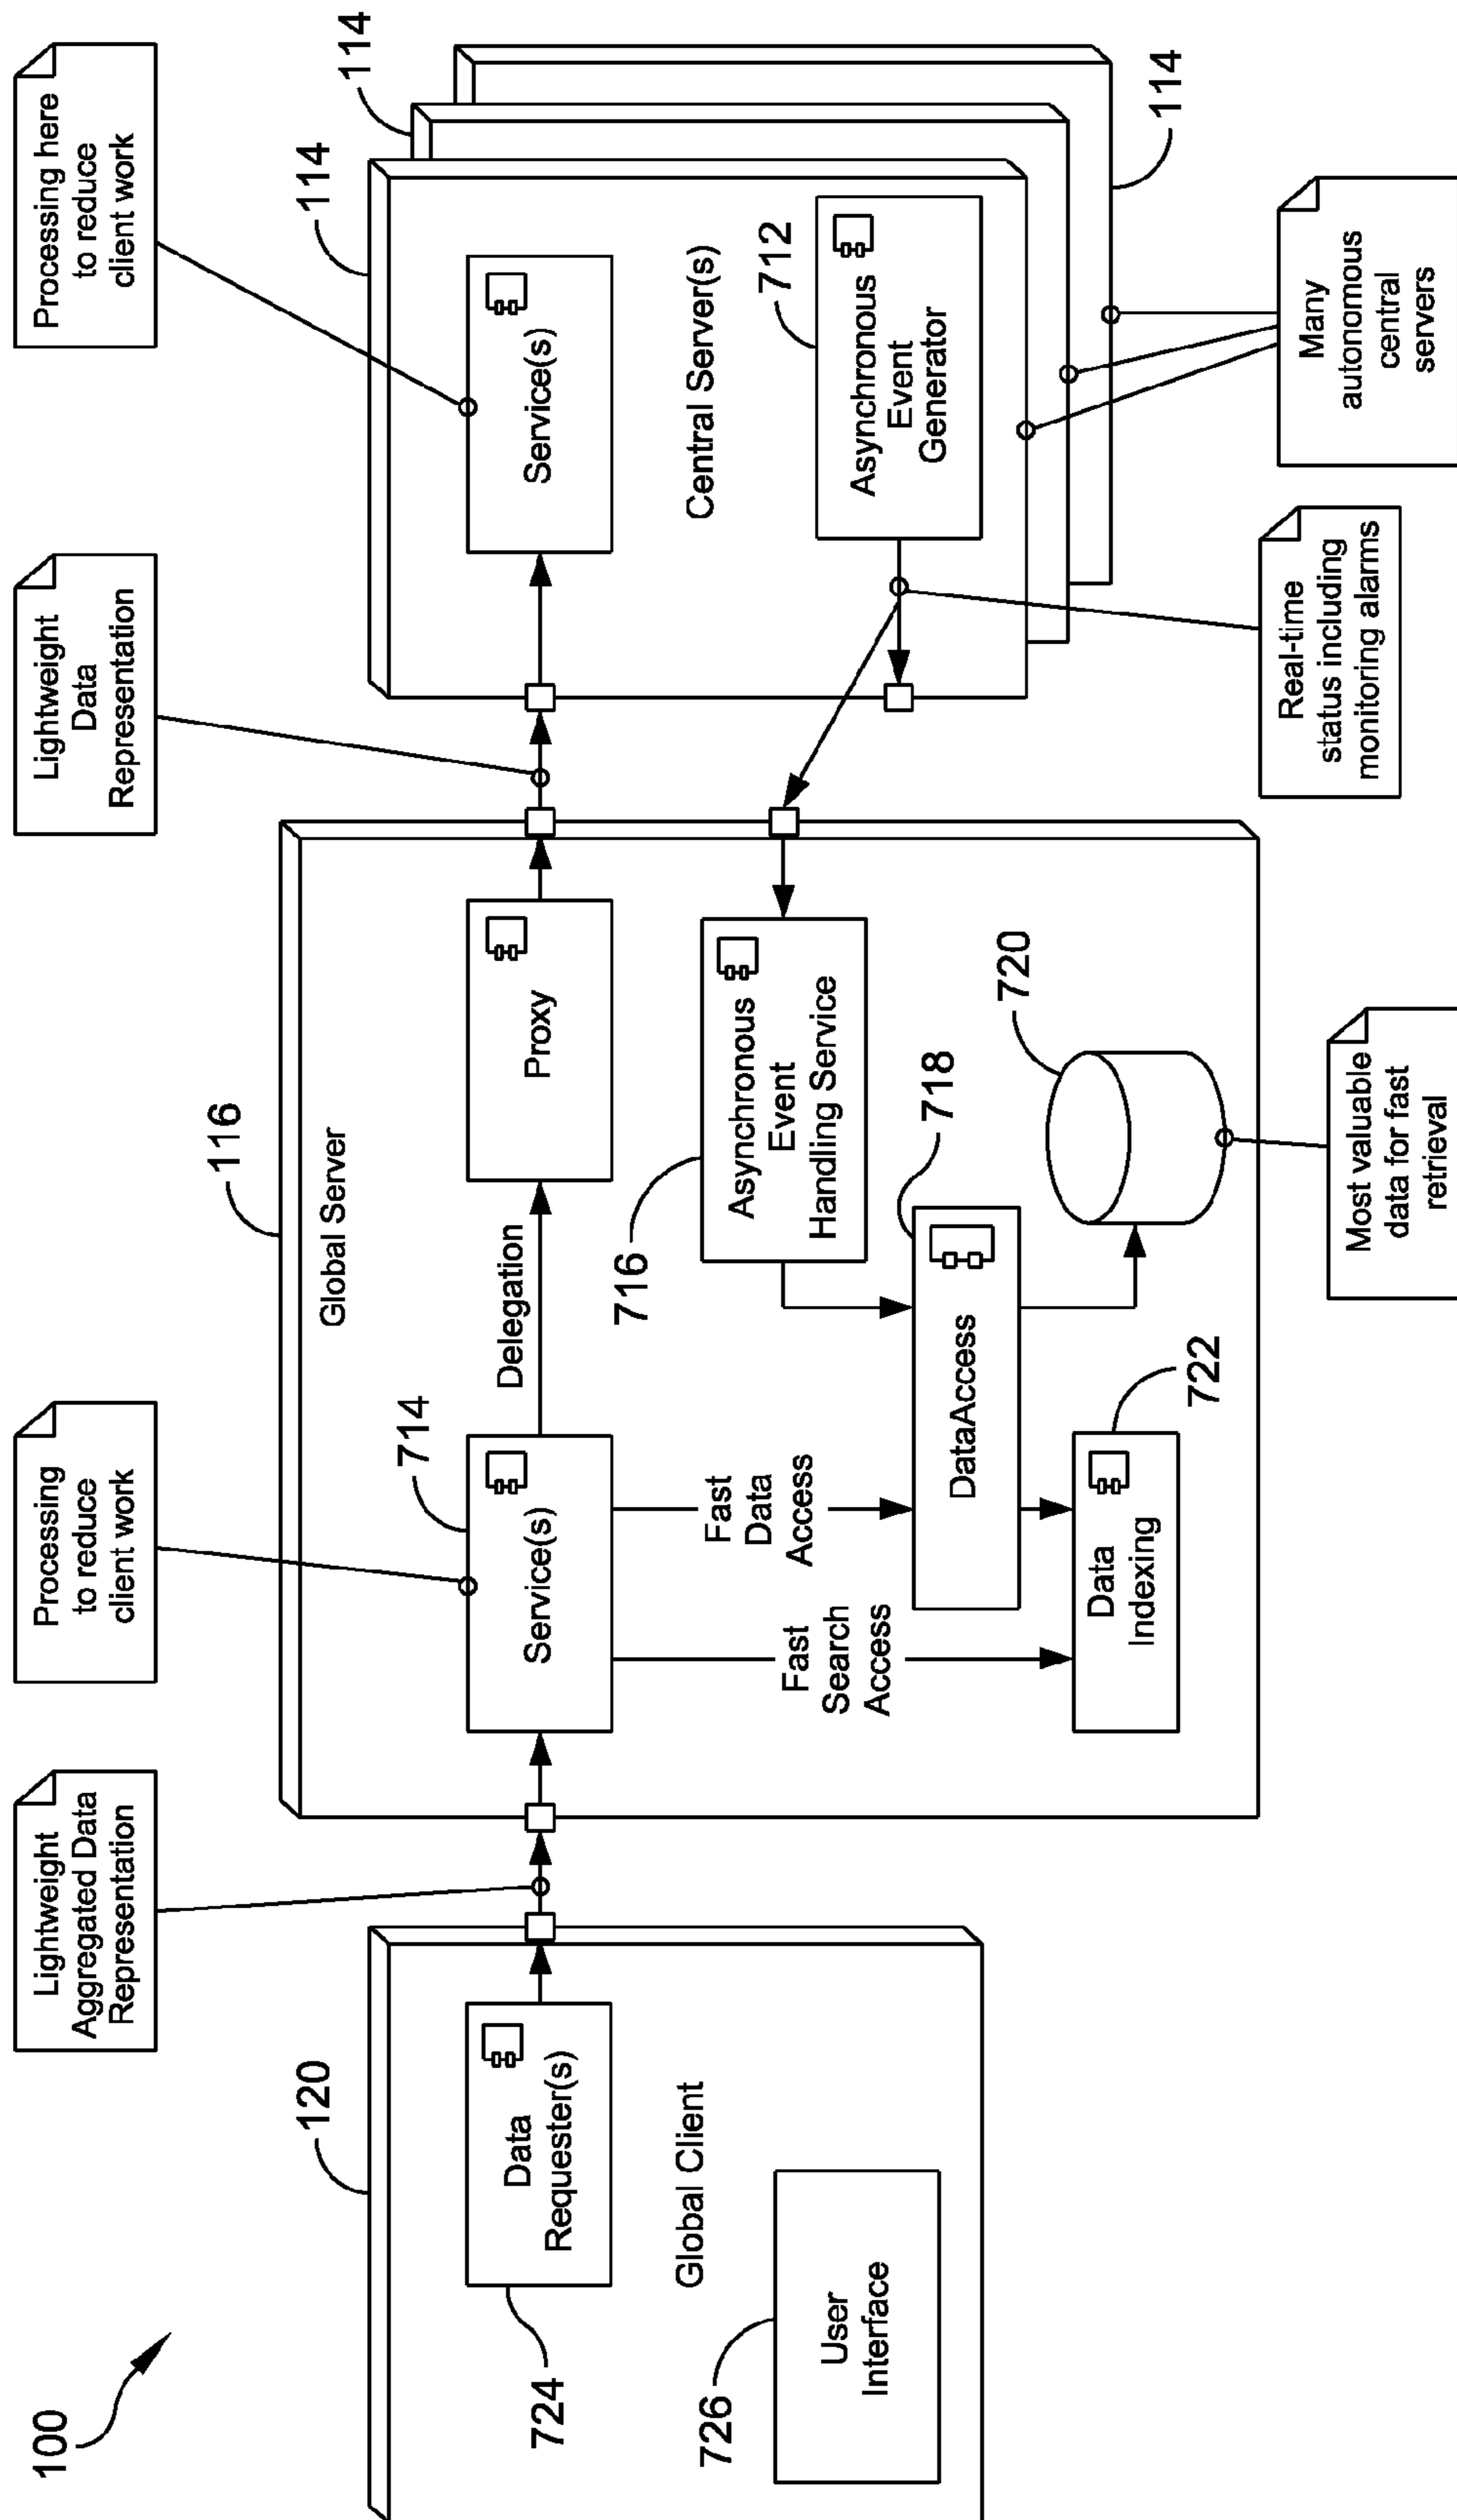 100
Lightweight
Aggregated Data
Representation
Processing
to reduce
client work
Lightweight
Data
Representation
Processing here
to reduce
client work
120
724
Data
Requester(s)
Global Client
726
User
Interface
116
Global Server
714
Service(s)
Delegation
Proxy
Fast
Search
Access
Fast
Data
Access
716
Asynchronous
Event
Handling Service
718
DataAccess
720
722
Data
Indexing
Most valuable
data for fast
retrieval
114
114
114
Service(s)
Central Server(s)
712
Asynchronous
Event
Generator
Real-time
status including
monitoring alarms
Many
autonomous
central
servers